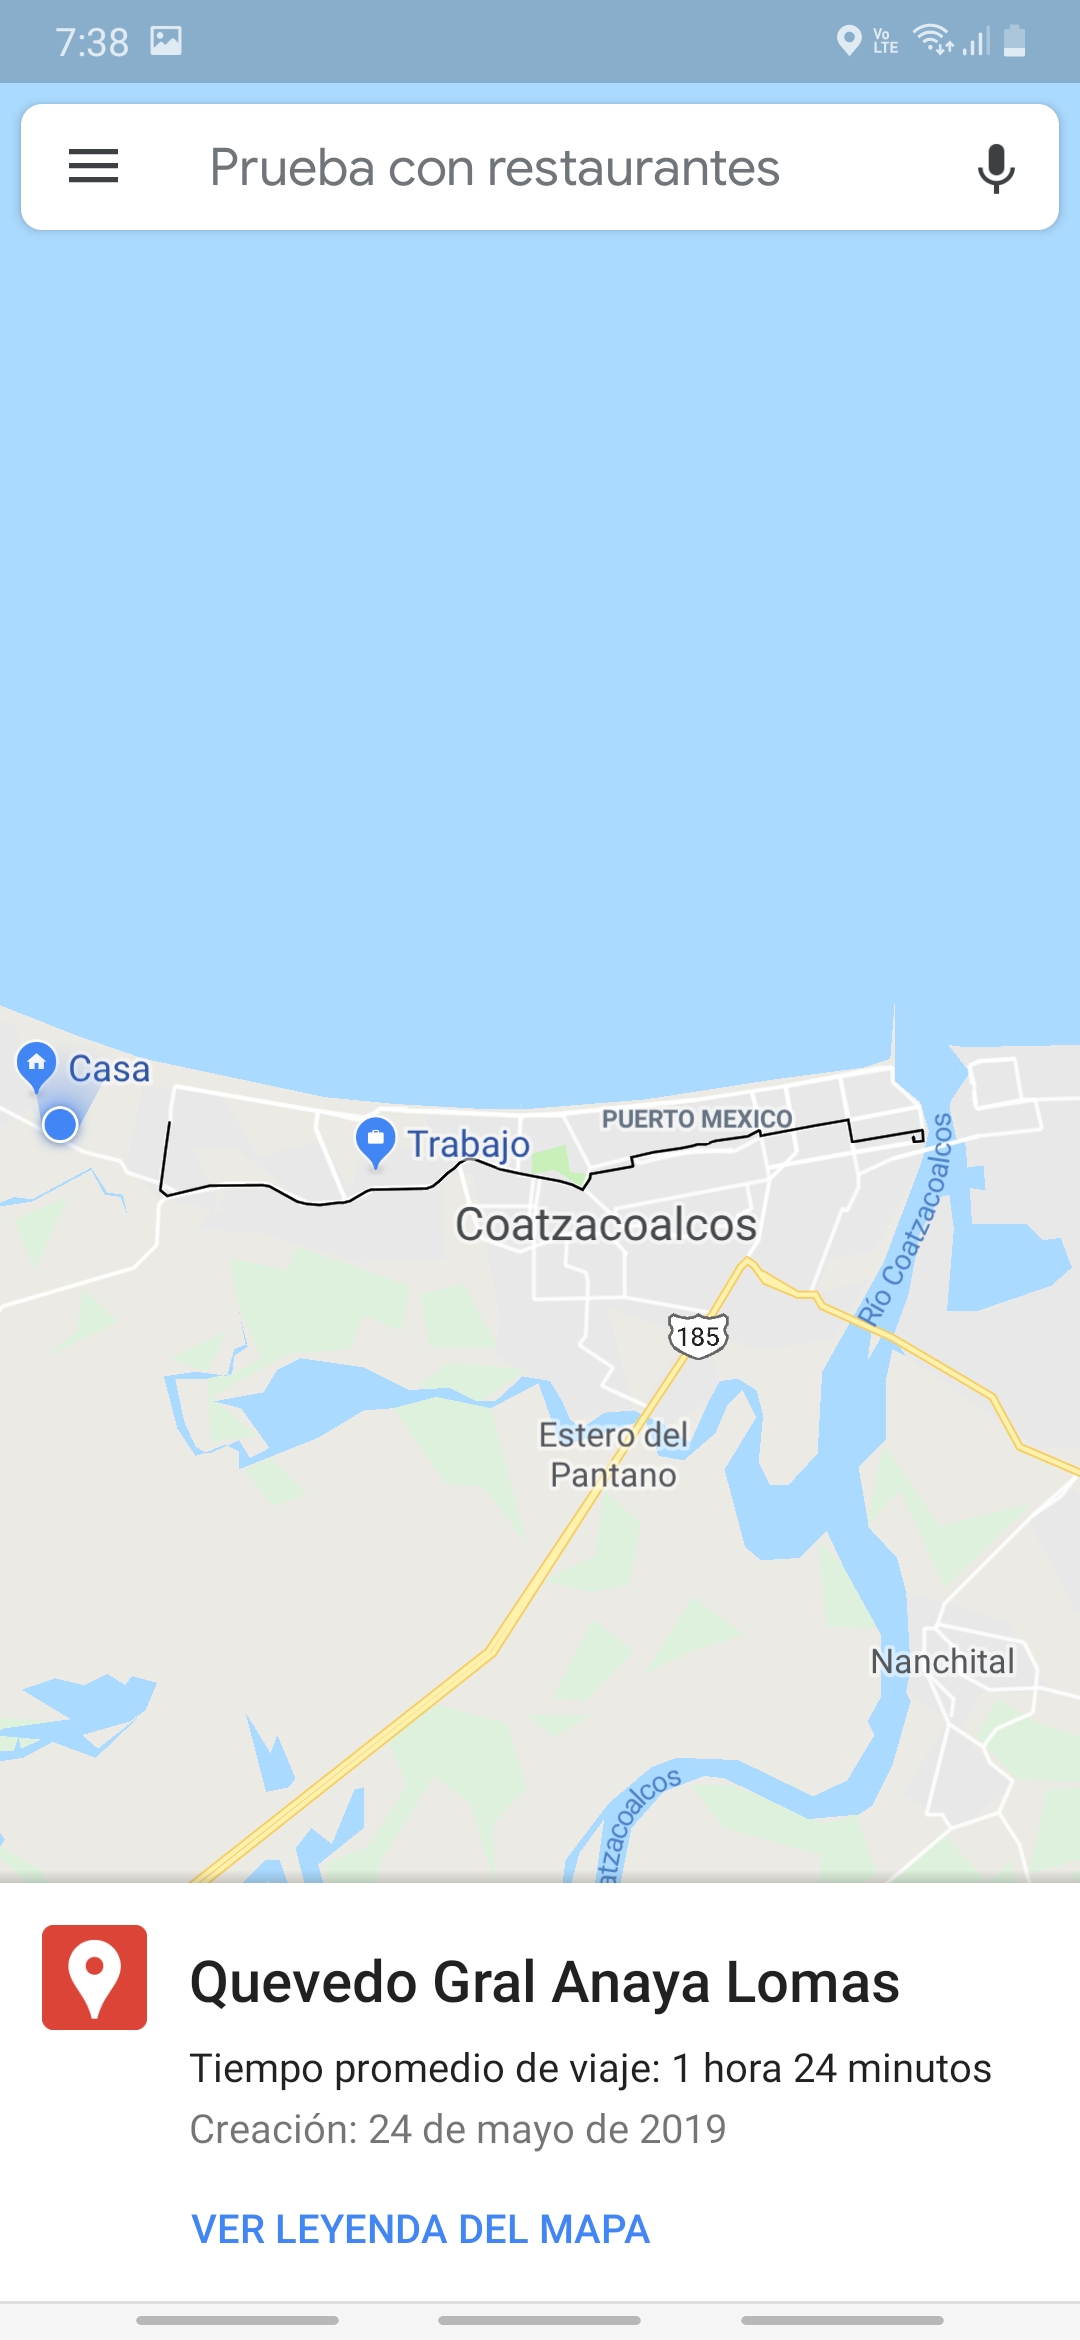 7:38
Vo
LTE
Prueba con restaurantes
Casa
Trabajo
PUERTO MEXICO
Coatzacoalcos
Río Coatzacoalcos
185
Estero del
Pantano
Nanchital
atzacoalcos
Quevedo Gral Anaya Lomas
Tiempo promedio de viaje: 1 hora 24 minutos
Creación: 24 de mayo de 2019
VER LEYENDA DEL MAPA